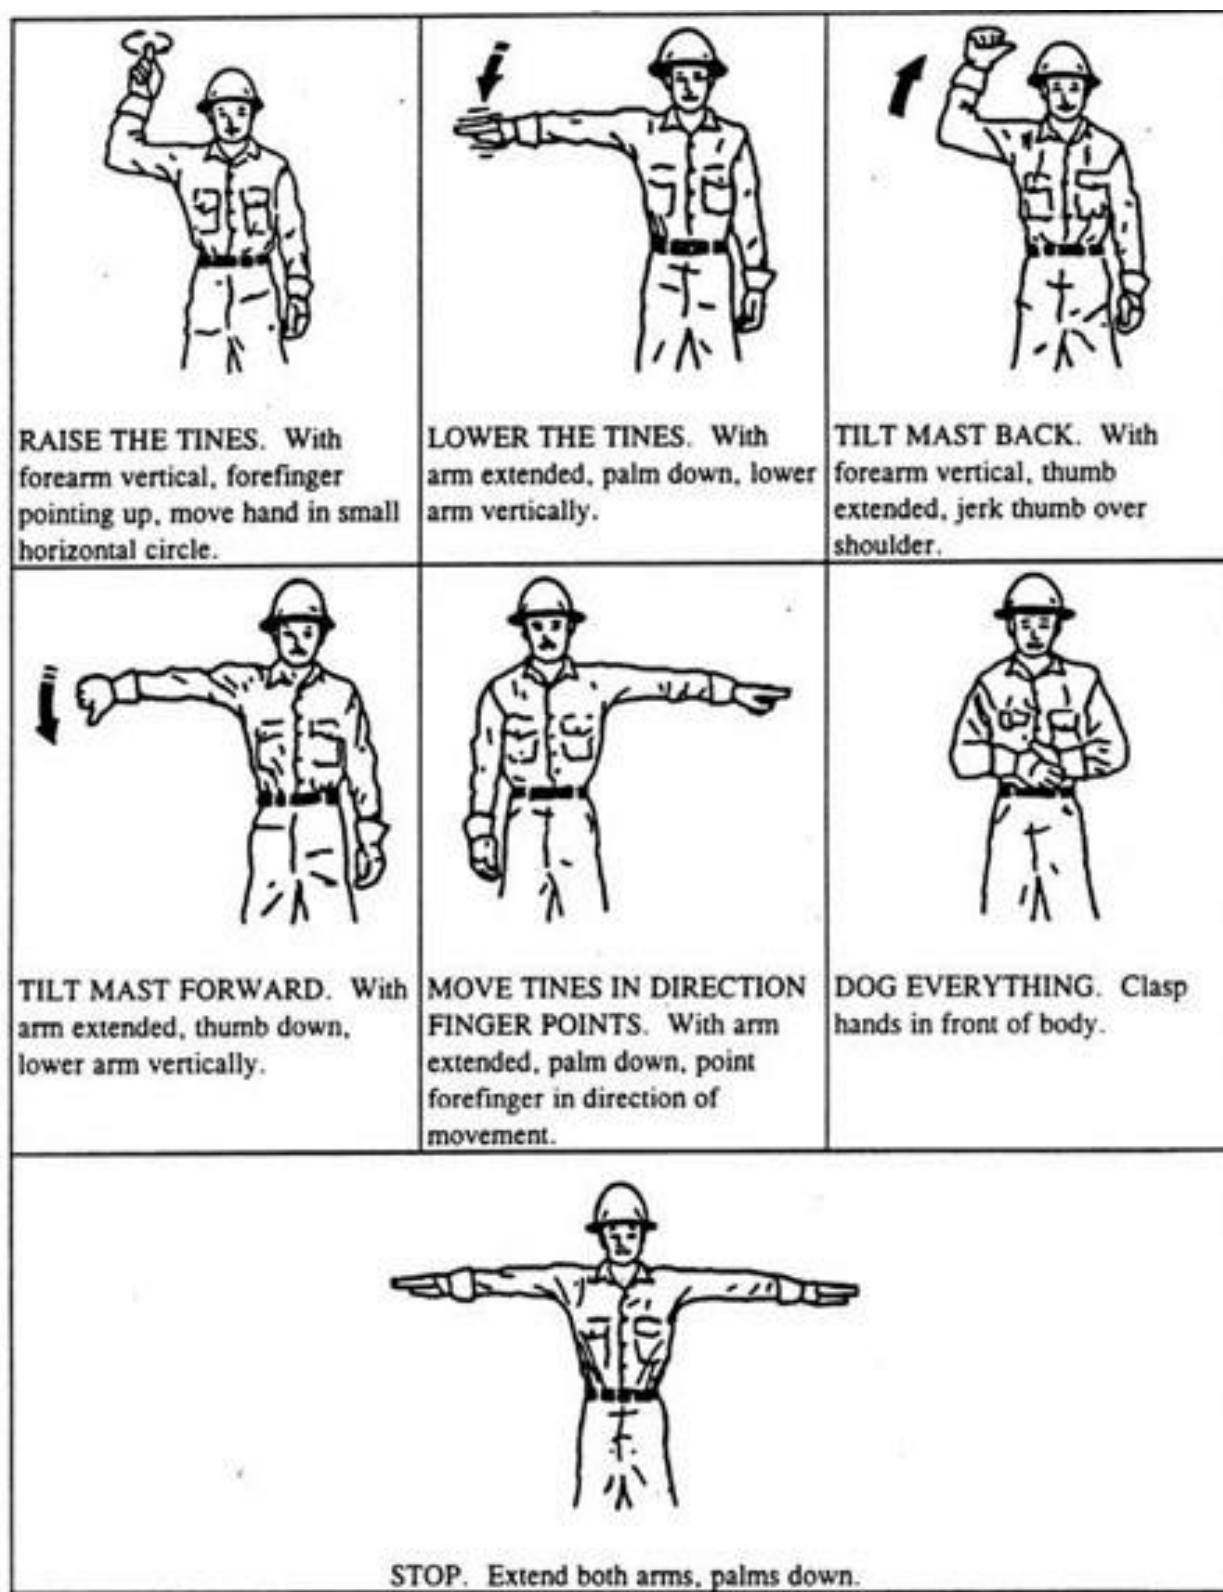 RAISE THE TINES. With
forearm vertical, forefinger
pointing up, move hand in small
horizontal circle.
LOWER THE TINES. With
arm extended, palm down, lower
arm vertically.
TILT MAST BACK. With
forearm vertical, thumb
extended, jerk thumb over
shoulder.
TILT MAST FORWARD. With
arm extended, thumb down,
lower arm vertically.
MOVE TINES IN DIRECTION
FINGER POINTS. With arm
extended, palm down, point
forefinger in direction of
movement.
DOG EVERYTHING. Clasp
hands in front of body.
STOP. Extend both arms, palms down.